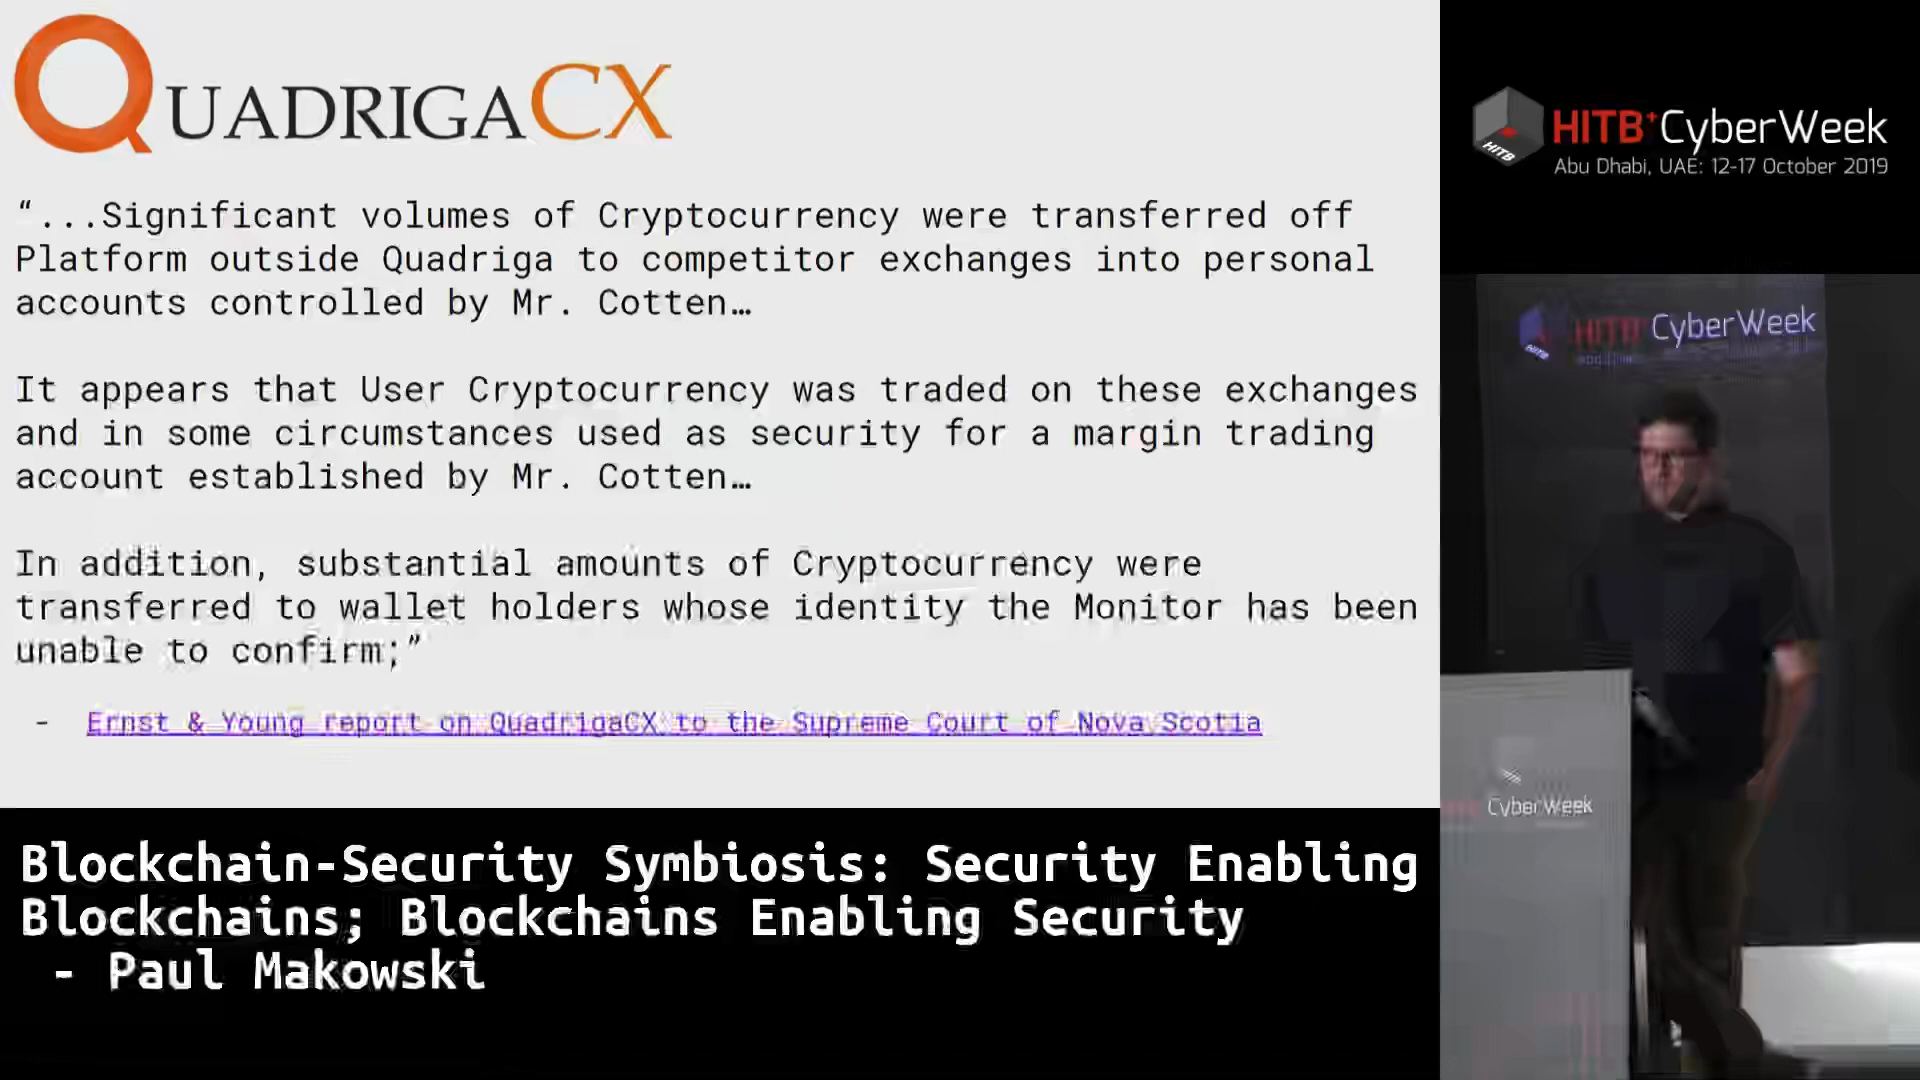 QUADRIGACX
“...Significant volumes of Cryptocurrency were transferred off
Platform outside Quadriga to competitor exchanges into personal
accounts controlled by Mr. Cotten…
It appears that User Cryptocurrency was traded on these exchanges
and in some circumstances used as security for a margin trading
account established by Mr. Cotten…
In addition, substantial amounts of Cryptocurrency were
transferred to wallet holders whose identity the Monitor has been
unable to confirm;”
- Ernst & Young report on QuadrigaCX to the Supreme Court of Nova Scotia
Blockchain-Security Symbiosis: Security Enabling
Blockchains; Blockchains Enabling Security
- Paul Makowski
HITB
HITB+CyberWeek
Abu Dhabi, UAE: 12-17 October 2019
HITB
HITB+ CyberWeek
CyberWeek